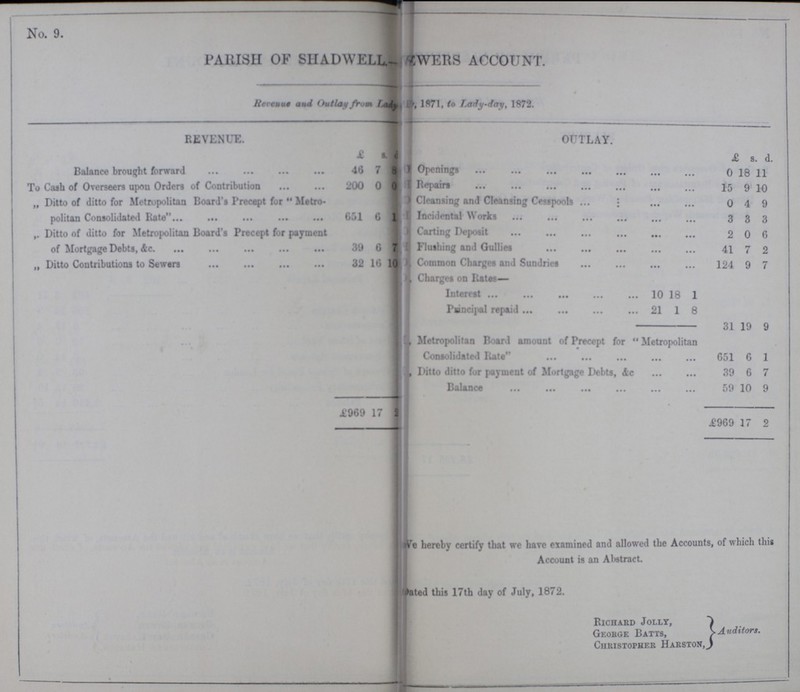 No. 9.
PARISH OF SHADWELL— WERS ACCOUNT.
Revenue and Outlay from Lady , 1871, to Lady-day, 1872.
REVENUE.
£ s.
Balance brought forward ... ... ... ... 46 7 8
To Cash of Overseers upon Orders of Contribution ... ... 200 0 0
„ Ditto of ditto for Metropolitan Board's Precept for "Metro-
politan Consolidated Rate"... ... ... ... ... 651 6 1
„ Ditto of ditto for Metropolitan Board's Precept for payment
of Mortgage Debts, &c. ... ... ... ... ... 39 6 7
„ Ditto Contributions to Sewers ... ... ... ... 32 16 10
£969 17 2
OUTLAY.
£ s. d.
Openings ... ... ... ... ... ... ... 0 18 11
Repairs ... ... ... ... ... ... ... 15 9 10
Cleansing and Cleansing Cesspools ... ... ... ... 0 4 9
Incidental Works ... ... ... ... ... ... 3 3 3
Carting Deposit ... ... ... ... ... ... 2 0 6
Flushing and Gullies ... ... ... ... ... 41 7 2
Common Charges and Sundries ... ... ... ... 124 9 7
Charges on Rates—
Interest ... ... ... ... ... 10 18 1
Principal repaid ... ... ... ... 21 1 8
31 19 9
Metropolitan Board amount of Precept for "Metropolitan
Consolidated Rate" ... ... ... ... ... 651 6 1
Ditto ditto for payment of Mortgage Debts, &c ... ... 39 6 7
Balance ... ... ... ... ... ... 59 10 9
£969 17 2
We hereby certify that we have examined and allowed the Accounts, of which this
Account is an Abstract.
Dated this 17th day of July, 1872.
RICHARD JOLLY,
GEORGE BATTS,
CHRISTOPHER HARSTON,
Auditors.